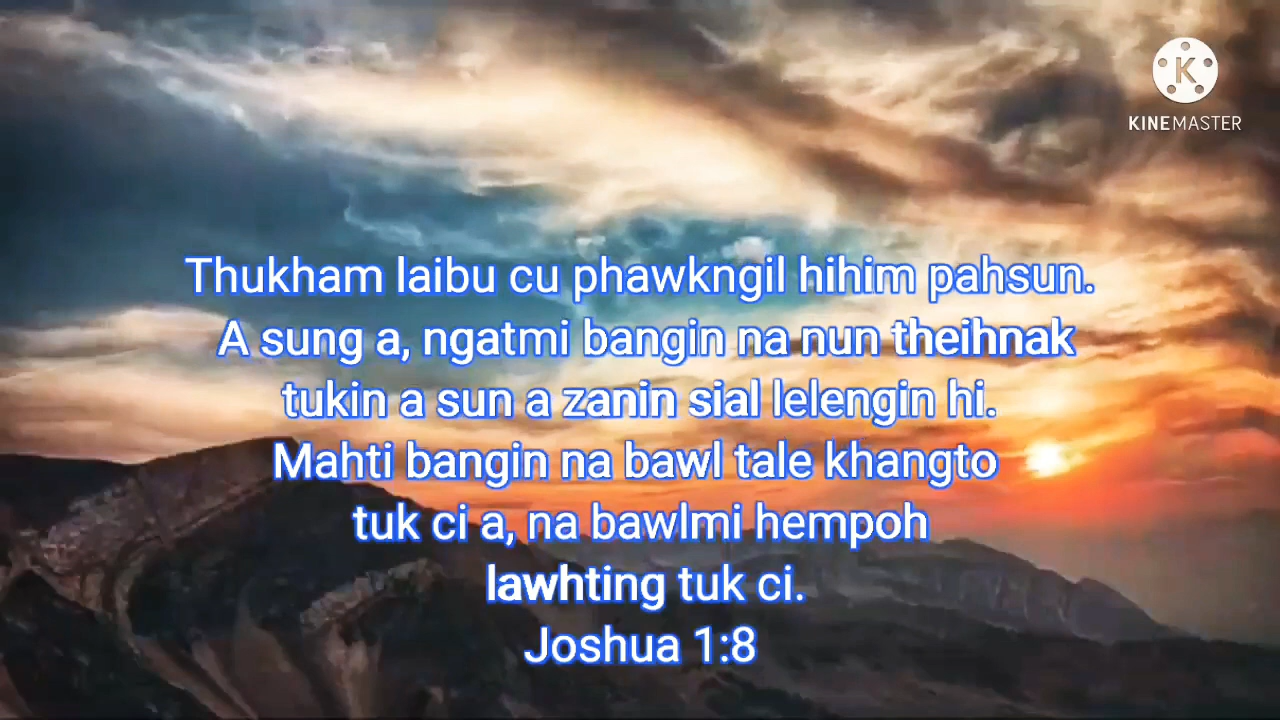 KINEMASTER
Thukham laibu cu phawkngil hihim pahsun.
A sung a, ngatmi bangin na nun theihnak
tukin a sun a zanin sial lelengin hi.
Mahti bangin na bawl tale khangto
tuk ci a, na bawlmi hempoh
lawhting tuk ci.
Joshua 1:8